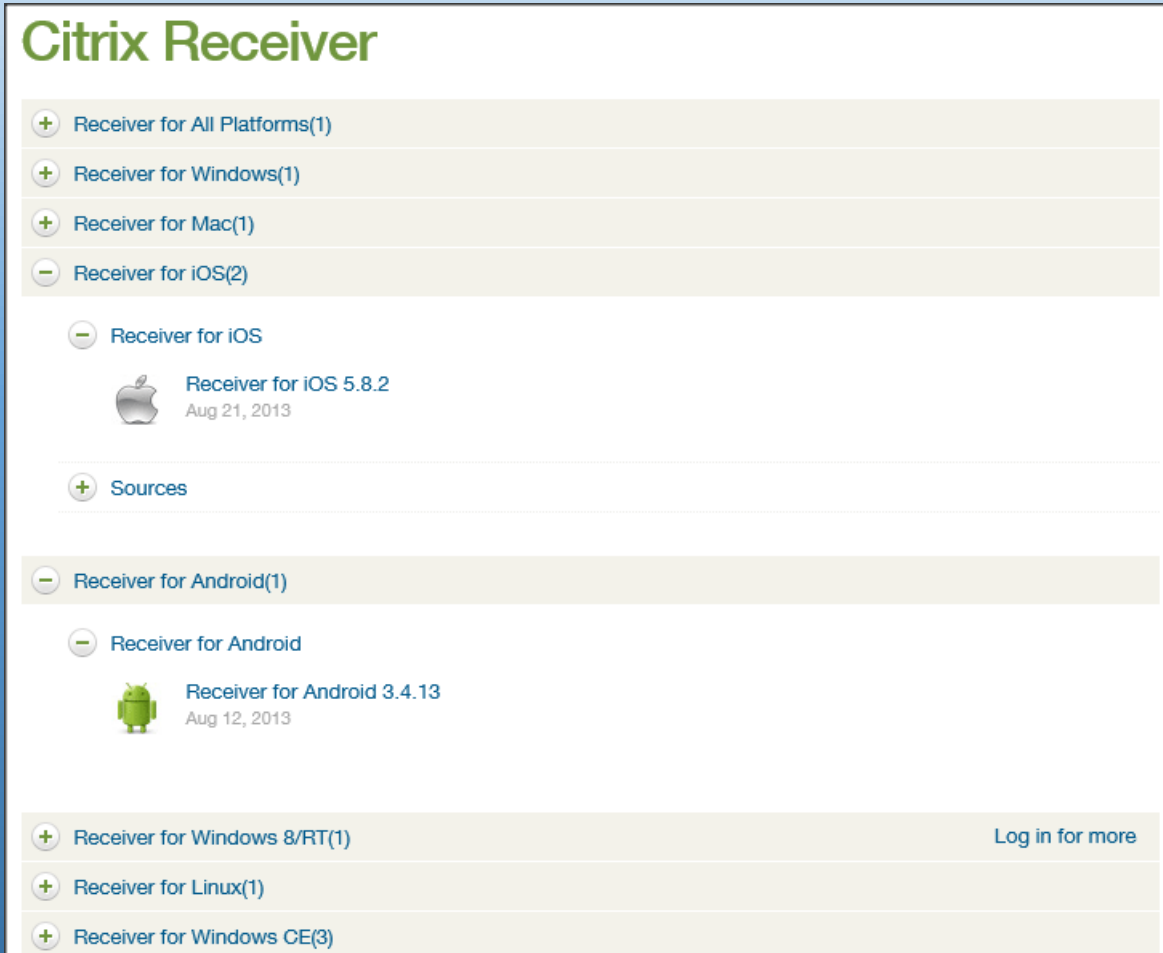 Citrix Receiver
Receiver for All Platforms(1)
Receiver for Windows(1)
Receiver for Mac(1)
Receiver for iOS(2)
Receiver for iOS
Receiver for iOS 5.8.2
Aug 21, 2013
Sources
Receiver for Android(1)
Receiver for Android
Receiver for Android 3.4.13
Aug 12, 2013
Receiver for Windows 8/RT(1)
Log in for more
Receiver for Linux(1)
Receiver for Windows CE(3)